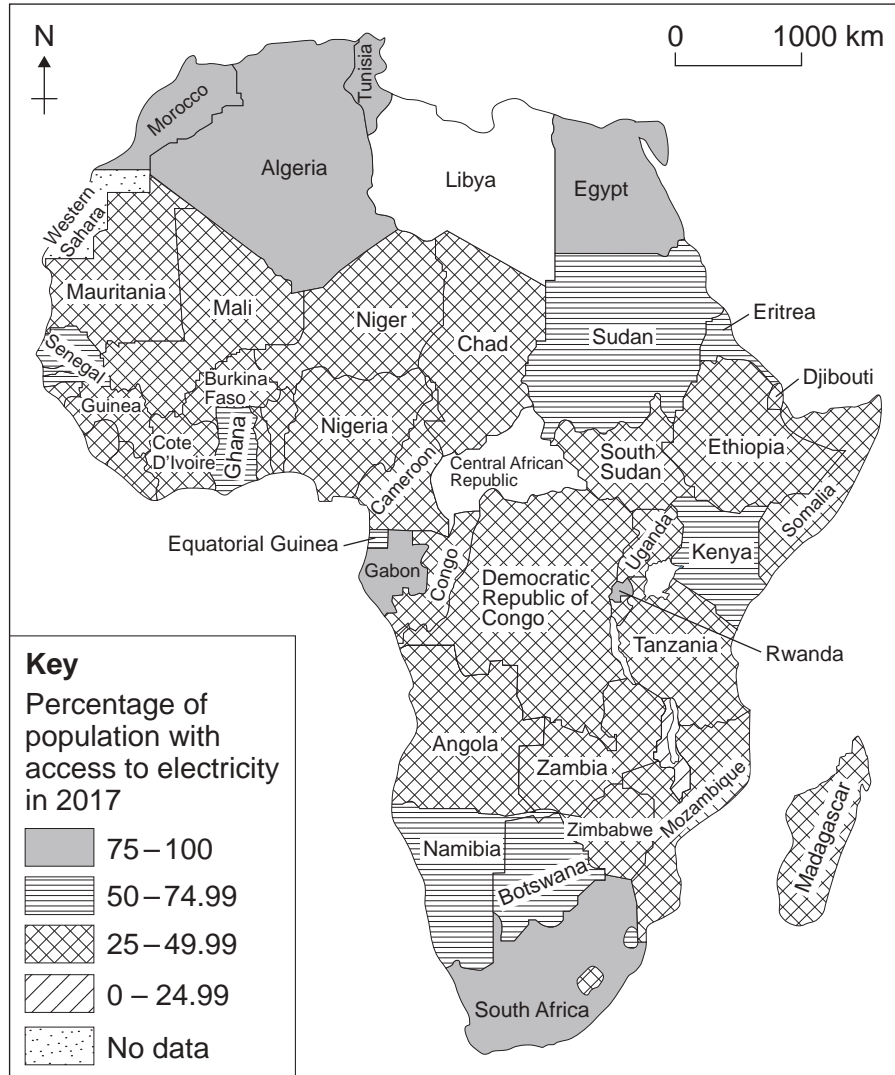 N
0 1000 km
Morocco
Tunisia
Algeria
Libya
Egypt
Western
Sahara
Mauritania
Mali
Niger
Chad
Sudan
Eritrea
Senegal
Burkina
Faso
Djibouti
Guinea
Nigeria
Cote
D'Ivoire
Ghana
South
Sudan
Ethiopia
Cameroon
Central African
Republic
Somalia
Equatorial Guinea
Uganda
Kenya
Gabon
Congo
Democratic
Republic of
Congo
Tanzania
Rwanda
Angola
Zambia
Mozambique
Zimbabwe
Madagascar
Namibia
Botswana
South Africa
Key
Percentage of
population with
access to electricity
in 2017
75–100
50–74.99
25–49.99
0–24.99
No data